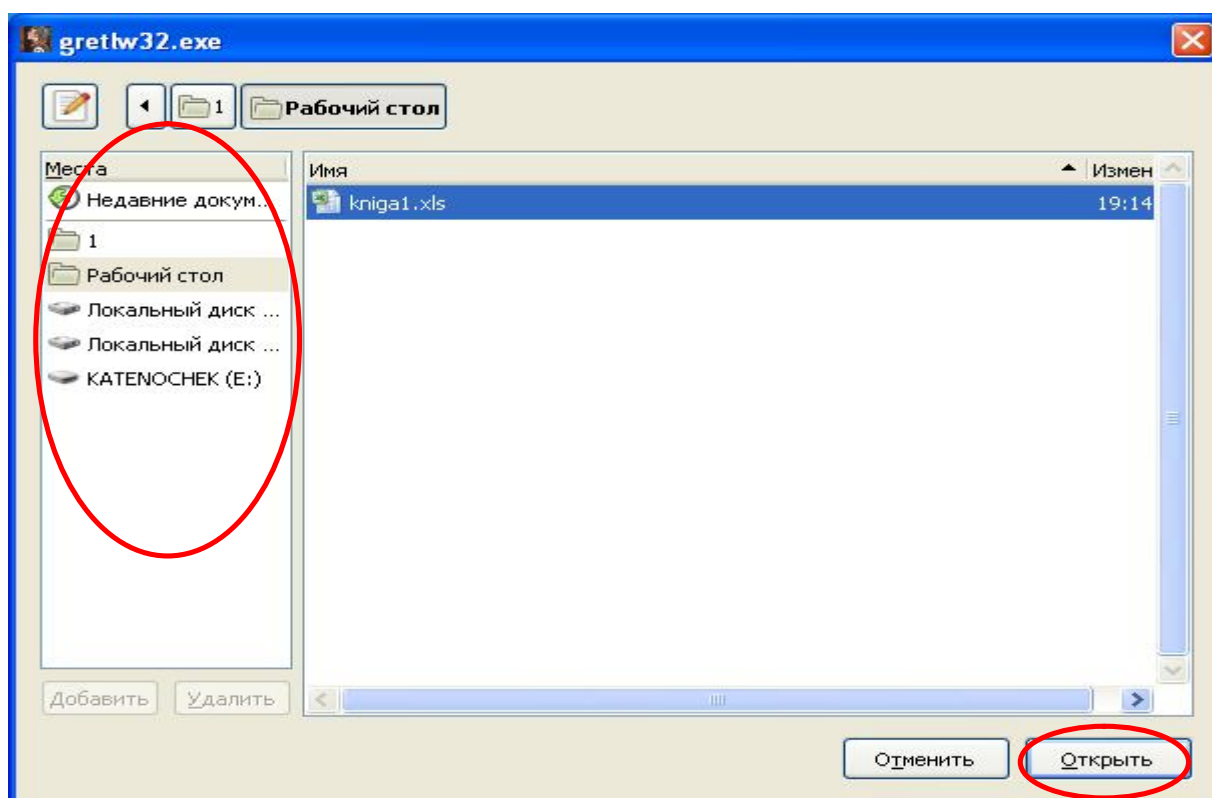 gretlw32.exe
1 Рабочий стол
Места
Недавние докум..
1
Рабочий стол
Локальный диск ...
Локальный диск ...
KATENOCHEK (E:)
Имя Измен
kniga1.xls 19:14
Добавить Удалить
Отменить Открыть